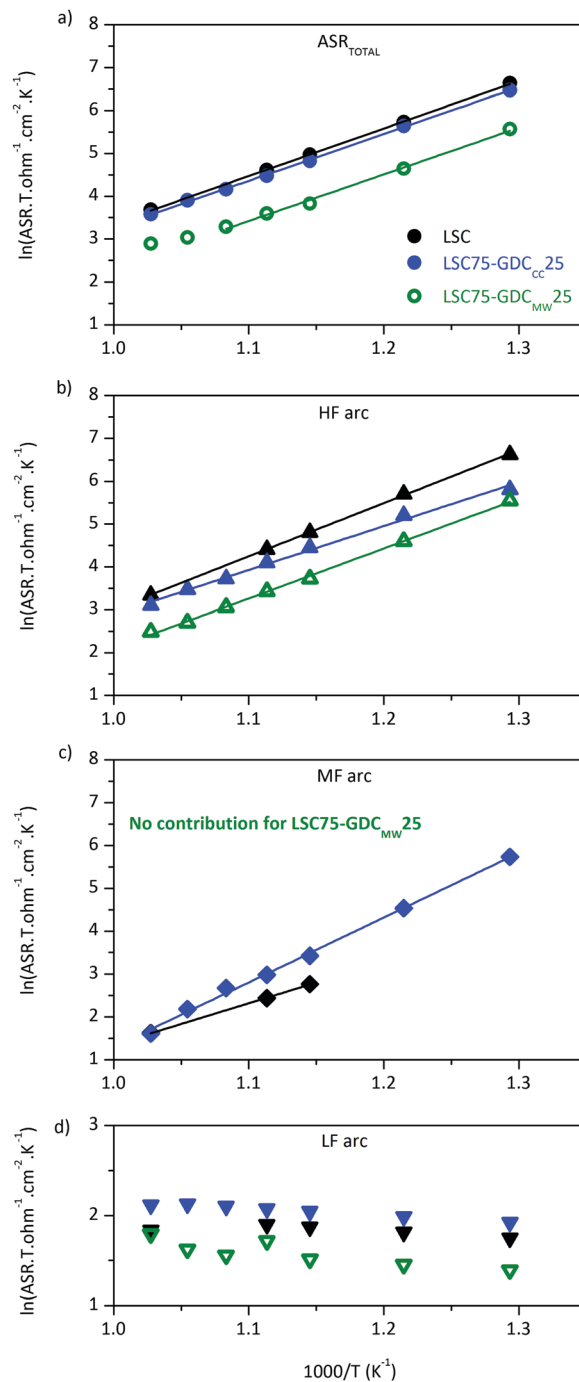 a)
ASR_TOTAL
ln(ASR.T.ohm⁻¹.cm⁻².K⁻¹)
8
7
6
5
4
3
2
1
LSC
LSC75-GDC_CC25
LSC75-GDC_MW25
1.0 1.1 1.2 1.3
b)
HF arc
ln(ASR.T.ohm⁻¹.cm⁻².K⁻¹)
8
7
6
5
4
3
2
1
1.0 1.1 1.2 1.3
c)
MF arc
ln(ASR.T.ohm⁻¹.cm⁻².K⁻¹)
8
7
6
5
4
3
2
1
No contribution for LSC75-GDC_MW25
1.0 1.1 1.2 1.3
d)
LF arc
ln(ASR.T.ohm⁻¹.cm⁻².K⁻¹)
3
2
1
1.0 1.1 1.2 1.3
1000/T (K⁻¹)